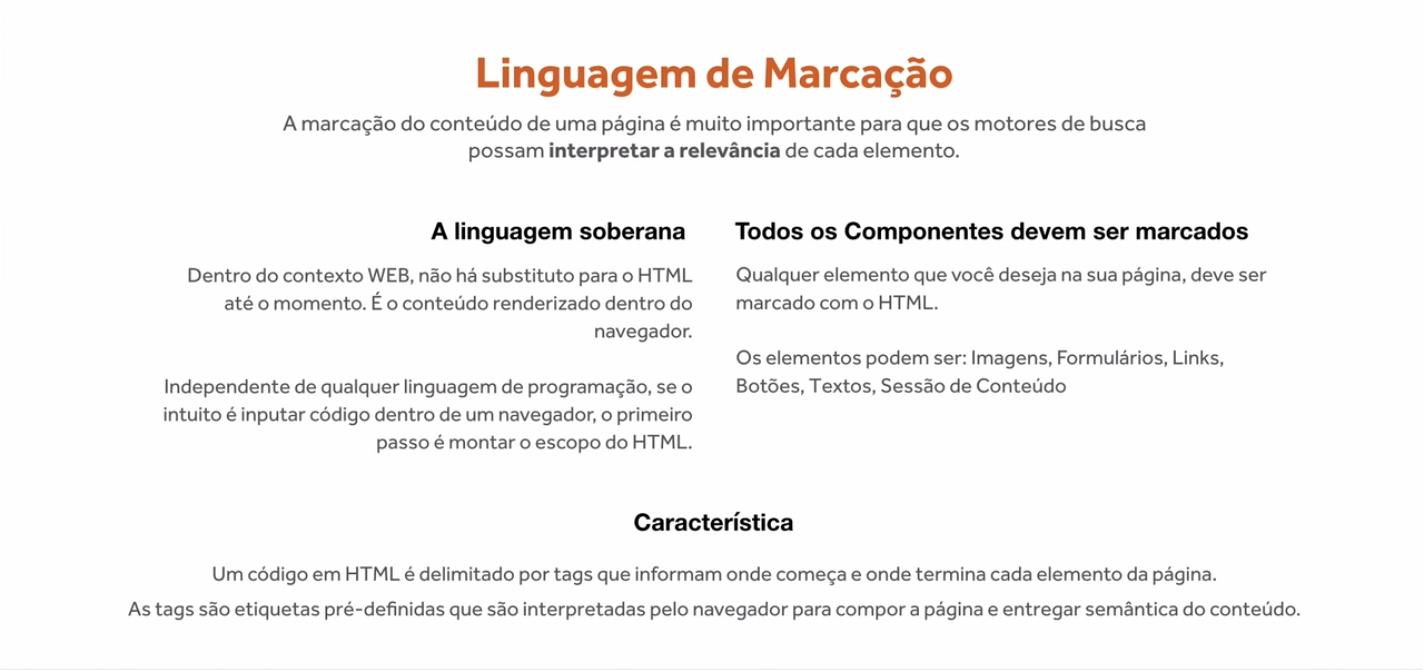 Linguagem de Marcação
A marcação do conteúdo de uma página é muito importante para que os motores de busca
possam interpretar a relevância de cada elemento.
A linguagem soberana
Dentro do contexto WEB, não há substituto para o HTML
até o momento. É o conteúdo renderizado dentro do
navegador.
Independente de qualquer linguagem de programação, se o
intuito é inputar código dentro de um navegador, o primeiro
passo é montar o escopo do HTML.
Todos os Componentes devem ser marcados
Qualquer elemento que você deseja na sua página, deve ser
marcado com o HTML.
Os elementos podem ser: Imagens, Formulários, Links,
Botões, Textos, Sessão de Conteúdo
Característica
Um código em HTML é delimitado por tags que informam onde começa e onde termina cada elemento da página.
As tags são etiquetas pré-definidas que são interpretadas pelo navegador para compor a página e entregar semântica do conteúdo.